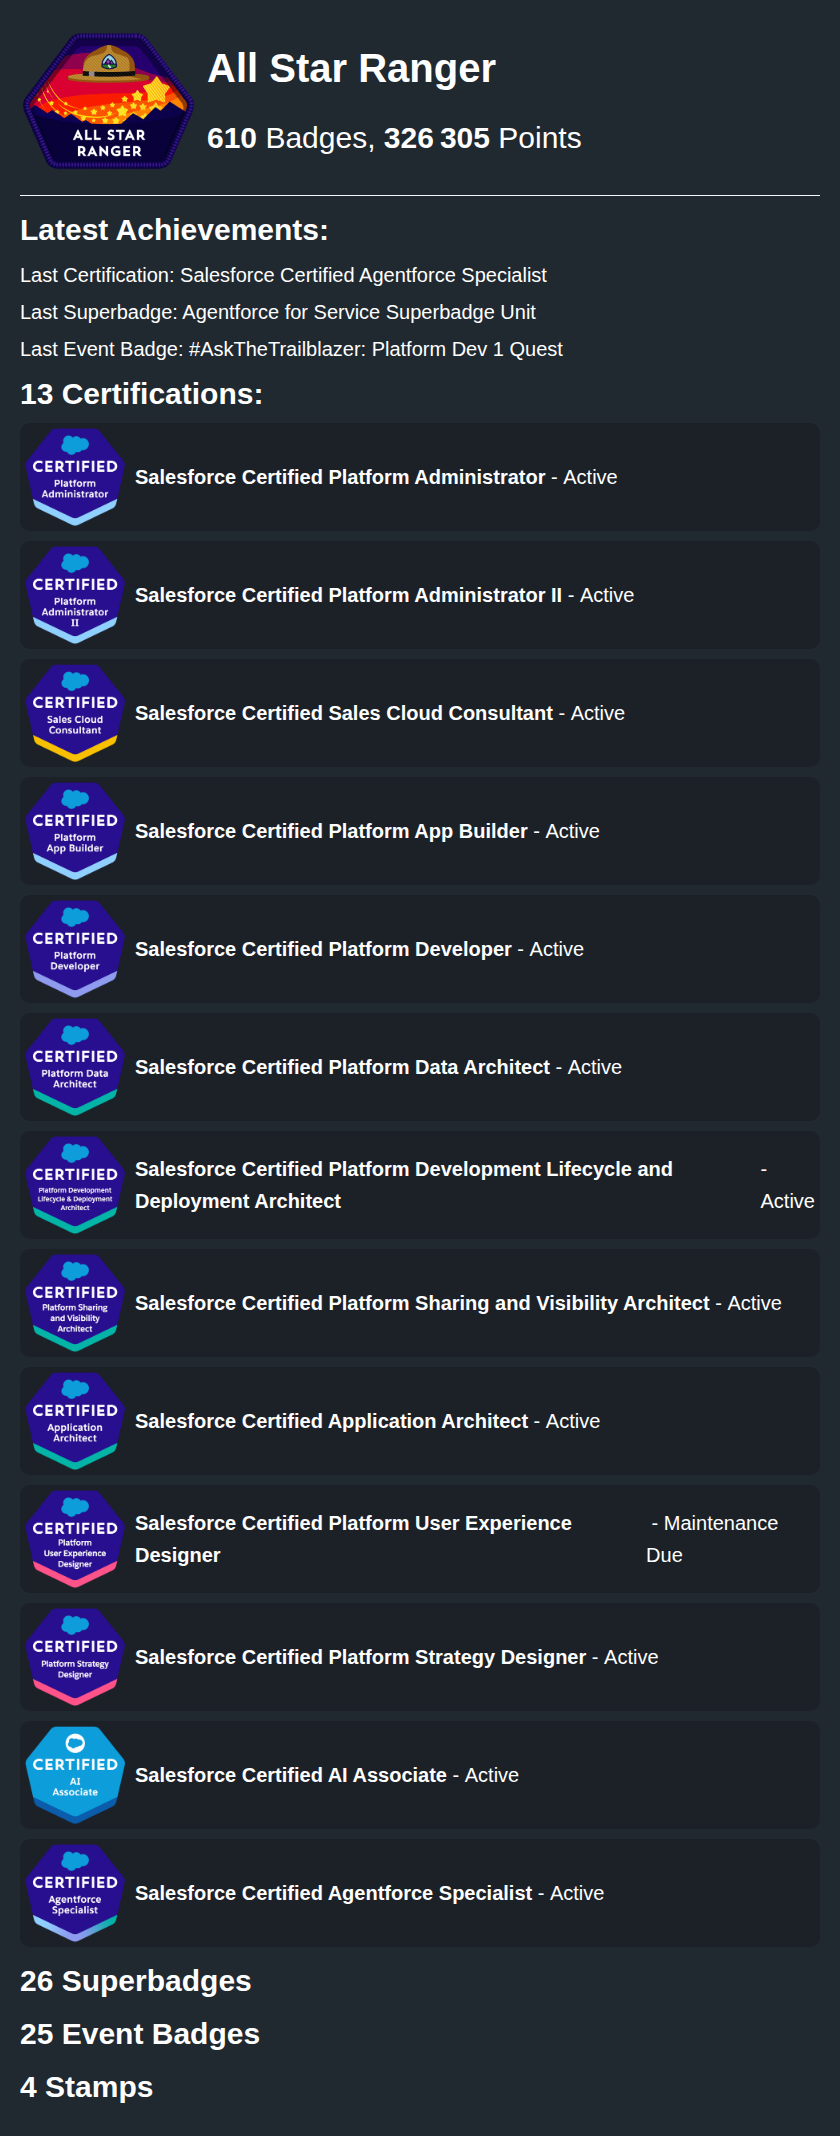 ALL STAR
RANGER
All Star Ranger
610 Badges, 326 305 Points
Latest Achievements:
Last Certification: Salesforce Certified Agentforce Specialist
Last Superbadge: Agentforce for Service Superbadge Unit
Last Event Badge: #AskTheTrailblazer: Platform Dev 1 Quest
13 Certifications:
CERTIFIED
Platform
Administrator
Salesforce Certified Platform Administrator - Active
CERTIFIED
Platform
Administrator
II
Salesforce Certified Platform Administrator II - Active
CERTIFIED
Sales Cloud
Consultant
Salesforce Certified Sales Cloud Consultant - Active
CERTIFIED
Platform
App Builder
Salesforce Certified Platform App Builder - Active
CERTIFIED
Platform
Developer
Salesforce Certified Platform Developer - Active
CERTIFIED
Platform Data
Architect
Salesforce Certified Platform Data Architect - Active
CERTIFIED
Platform Development
Lifecycle & Deployment
Architect
Salesforce Certified Platform Development Lifecycle and
Deployment Architect
-
Active
CERTIFIED
Platform Sharing
and Visibility
Architect
Salesforce Certified Platform Sharing and Visibility Architect - Active
CERTIFIED
Application
Architect
Salesforce Certified Application Architect - Active
CERTIFIED
Platform
User Experience
Designer
Salesforce Certified Platform User Experience
Designer
- Maintenance
Due
CERTIFIED
Platform Strategy
Designer
Salesforce Certified Platform Strategy Designer - Active
CERTIFIED
AI
Associate
Salesforce Certified AI Associate - Active
CERTIFIED
Agentforce
Specialist
Salesforce Certified Agentforce Specialist - Active
26 Superbadges
25 Event Badges
4 Stamps